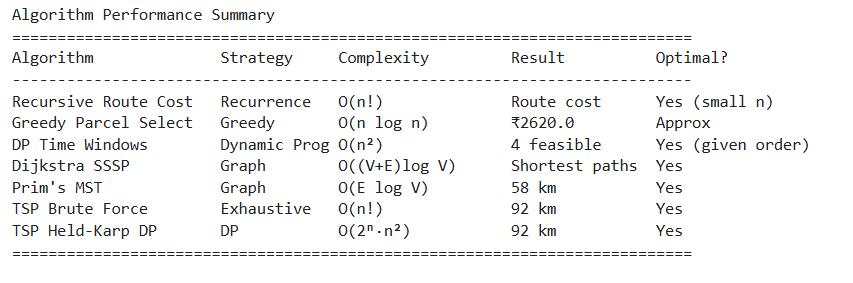 Algorithm Performance Summary
===========================================================================
Algorithm              Strategy     Complexity         Result          Optimal?
---------------------------------------------------------------------------
Recursive Route Cost   Recurrence   O(n!)              Route cost      Yes (small n)
Greedy Parcel Select   Greedy       O(n log n)         ₹2620.0         Approx
DP Time Windows        Dynamic Prog O(n²)              4 feasible      Yes (given order)
Dijkstra SSSP          Graph        O((V+E)log V)      Shortest paths  Yes
Prim's MST             Graph        O(E log V)         58 km           Yes
TSP Brute Force        Exhaustive   O(n!)              92 km           Yes
TSP Held-Karp DP       DP           O(2ⁿ·n²)           92 km           Yes
===========================================================================